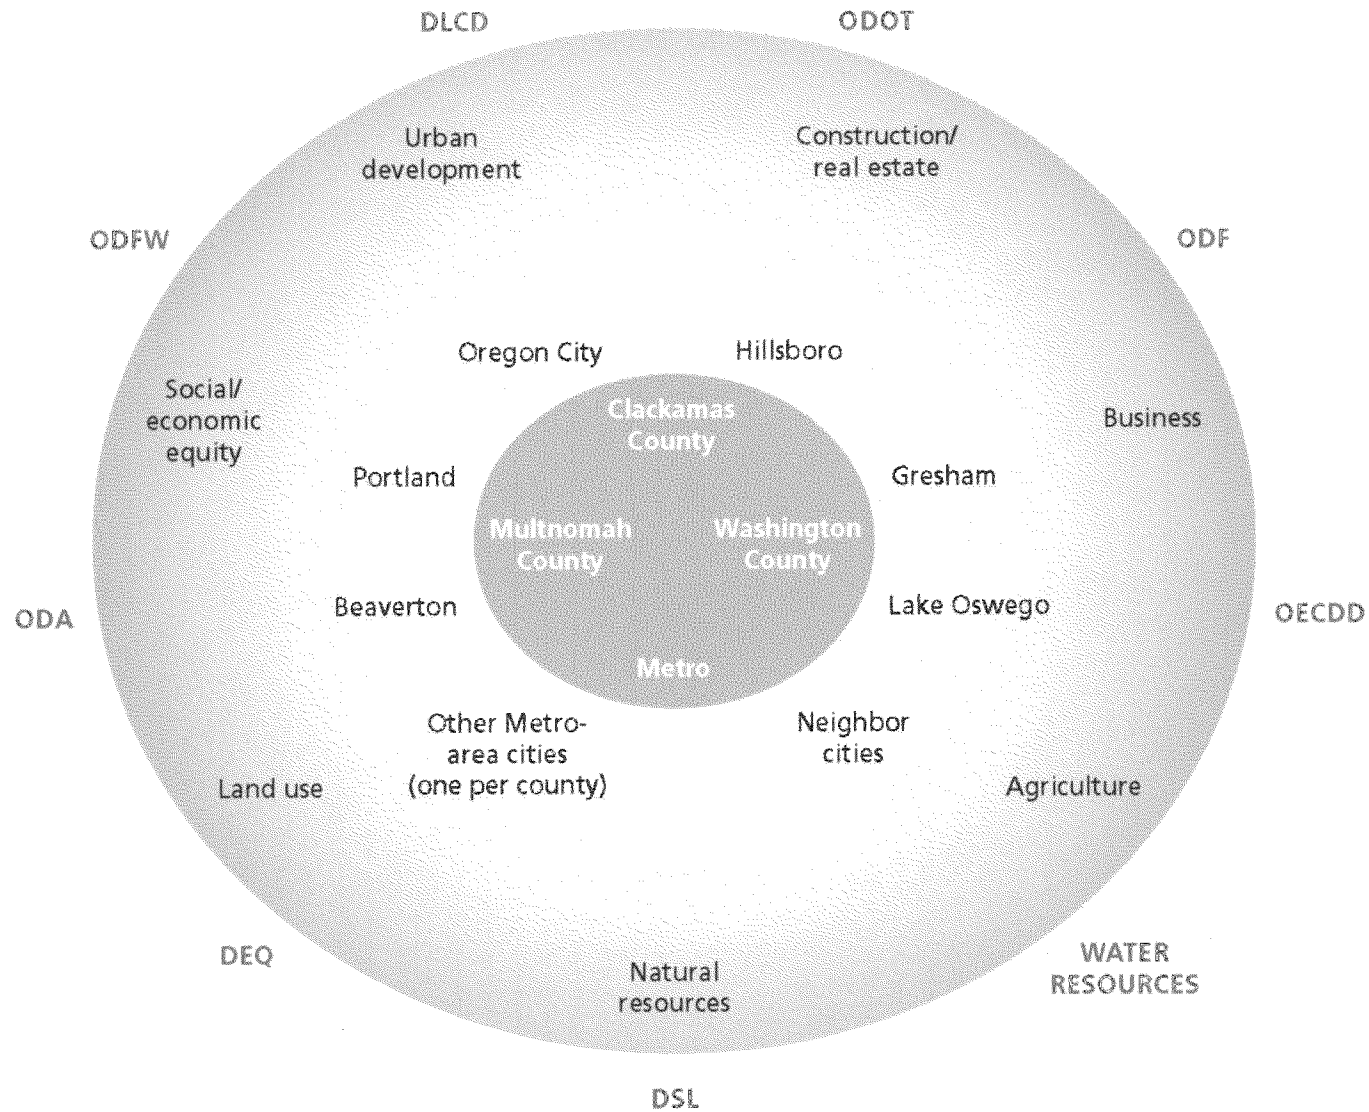 DLCD
ODOT
Urban
development
Construction/
real estate
ODFW
ODF
Oregon City
Hillsboro
Social/
economic
equity
Clackamas
County
Business
Portland
Gresham
Multnomah
County
Washington
County
Beaverton
Lake Oswego
ODA
OECDD
Metro
Other Metro-
area cities
(one per county)
Neighbor
cities
Land use
Agriculture
DEQ
WATER
RESOURCES
Natural
resources
DSL